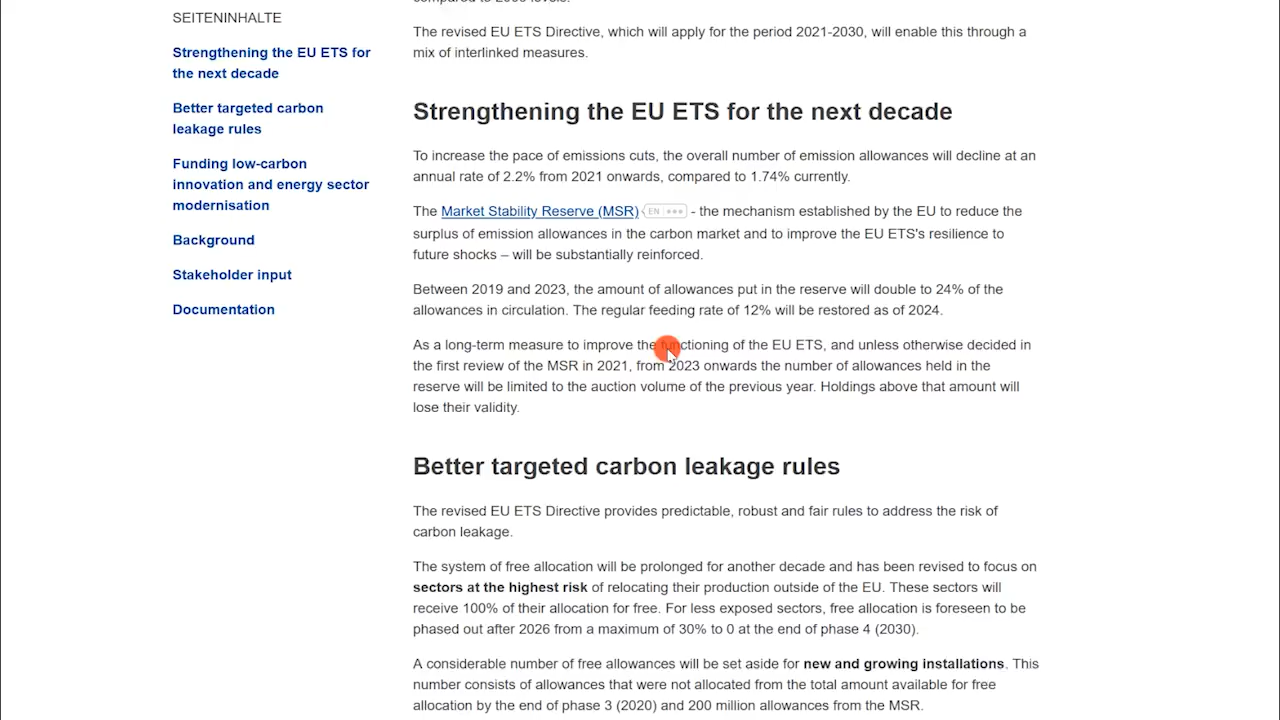 SEITENINHALTE
Strengthening the EU ETS for
the next decade
Better targeted carbon
leakage rules
Funding low-carbon
innovation and energy sector
modernisation
Background
Stakeholder input
Documentation
The revised EU ETS Directive, which will apply for the period 2021-2030, will enable this through a
mix of interlinked measures.
Strengthening the EU ETS for the next decade
To increase the pace of emissions cuts, the overall number of emission allowances will decline at an
annual rate of 2.2% from 2021 onwards, compared to 1.74% currently.
The Market Stability Reserve (MSR) EN ••• - the mechanism established by the EU to reduce the
surplus of emission allowances in the carbon market and to improve the EU ETS's resilience to
future shocks – will be substantially reinforced.
Between 2019 and 2023, the amount of allowances put in the reserve will double to 24% of the
allowances in circulation. The regular feeding rate of 12% will be restored as of 2024.
As a long-term measure to improve the functioning of the EU ETS, and unless otherwise decided in
the first review of the MSR in 2021, from 2023 onwards the number of allowances held in the
reserve will be limited to the auction volume of the previous year. Holdings above that amount will
lose their validity.
Better targeted carbon leakage rules
The revised EU ETS Directive provides predictable, robust and fair rules to address the risk of
carbon leakage.
The system of free allocation will be prolonged for another decade and has been revised to focus on
sectors at the highest risk of relocating their production outside of the EU. These sectors will
receive 100% of their allocation for free. For less exposed sectors, free allocation is foreseen to be
phased out after 2026 from a maximum of 30% to 0 at the end of phase 4 (2030).
A considerable number of free allowances will be set aside for new and growing installations. This
number consists of allowances that were not allocated from the total amount available for free
allocation by the end of phase 3 (2020) and 200 million allowances from the MSR.